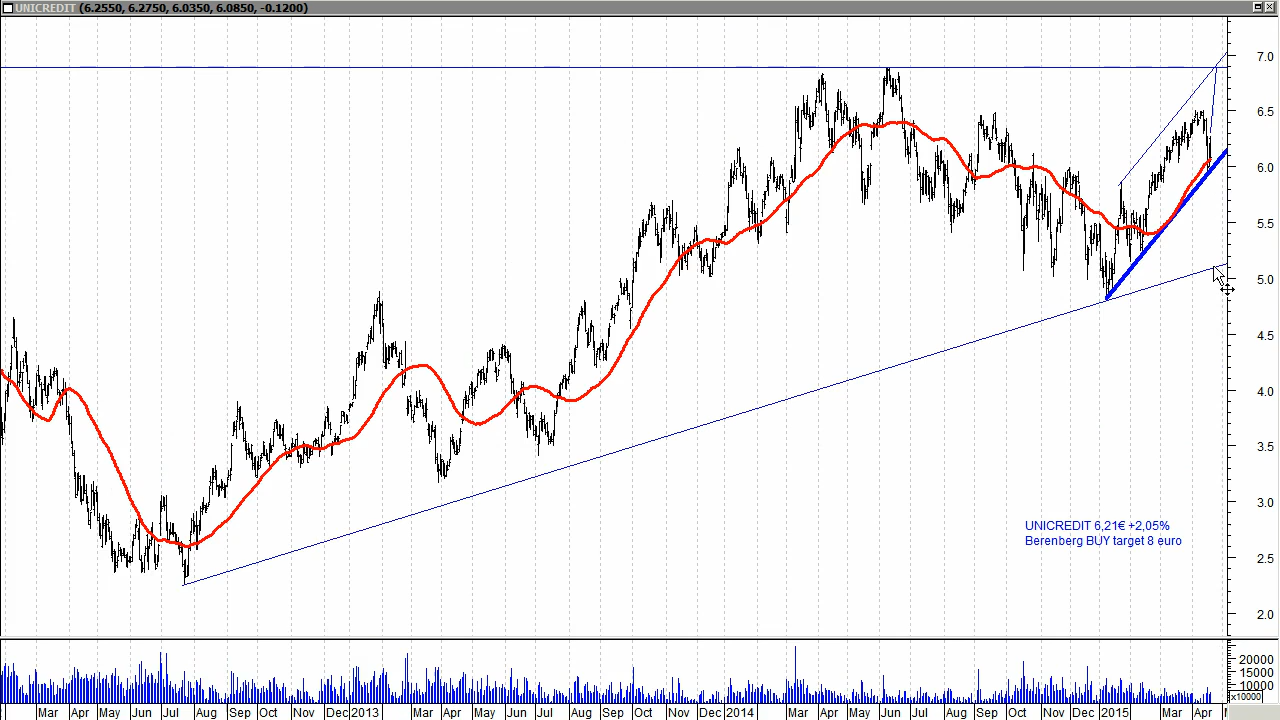 UNICREDIT (6.2550, 6.2750, 6.0350, 6.0850, -0.1200)
7.0
6.5
6.0
5.5
5.0
4.5
4.0
3.5
3.0
2.5
2.0
UNICREDIT 6,21€ +2,05%
Berenberg BUY target 8 euro
20000
15000
10000
x10000
Mar Apr May Jun Jul Aug Sep Oct Nov Dec 2013 Mar Apr May Jun Jul Aug Sep Oct Nov Dec 2014 Mar Apr May Jun Jul Aug Sep Oct Nov Dec 2015 Mar Apr